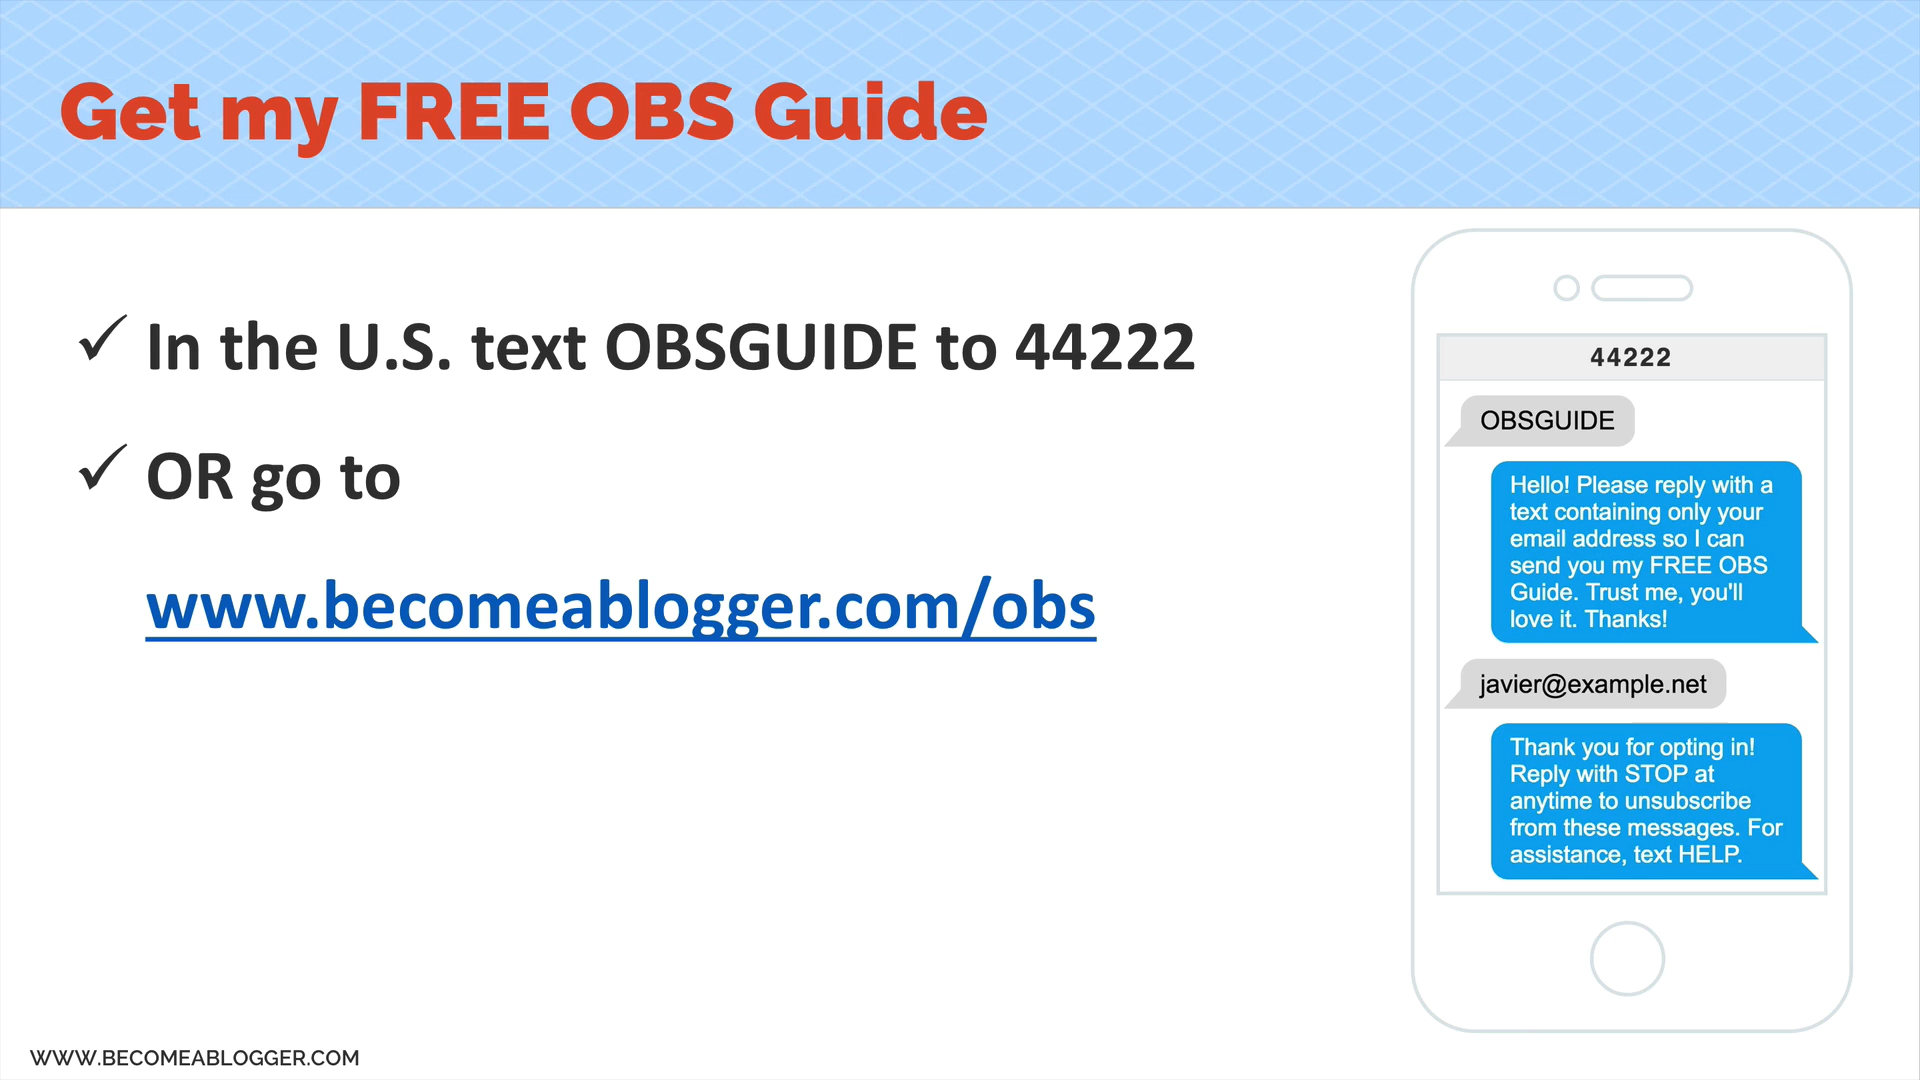 Get my FREE OBS Guide
✓ In the U.S. text OBSGUIDE to 44222
✓ OR go to
www.becomeablogger.com/obs
44222
OBSGUIDE
Hello! Please reply with a
text containing only your
email address so I can
send you my FREE OBS
Guide. Trust me, you'll
love it. Thanks!
javier@example.net
Thank you for opting in!
Reply with STOP at
anytime to unsubscribe
from these messages. For
assistance, text HELP.
WWW.BECOMEABLOGGER.COM